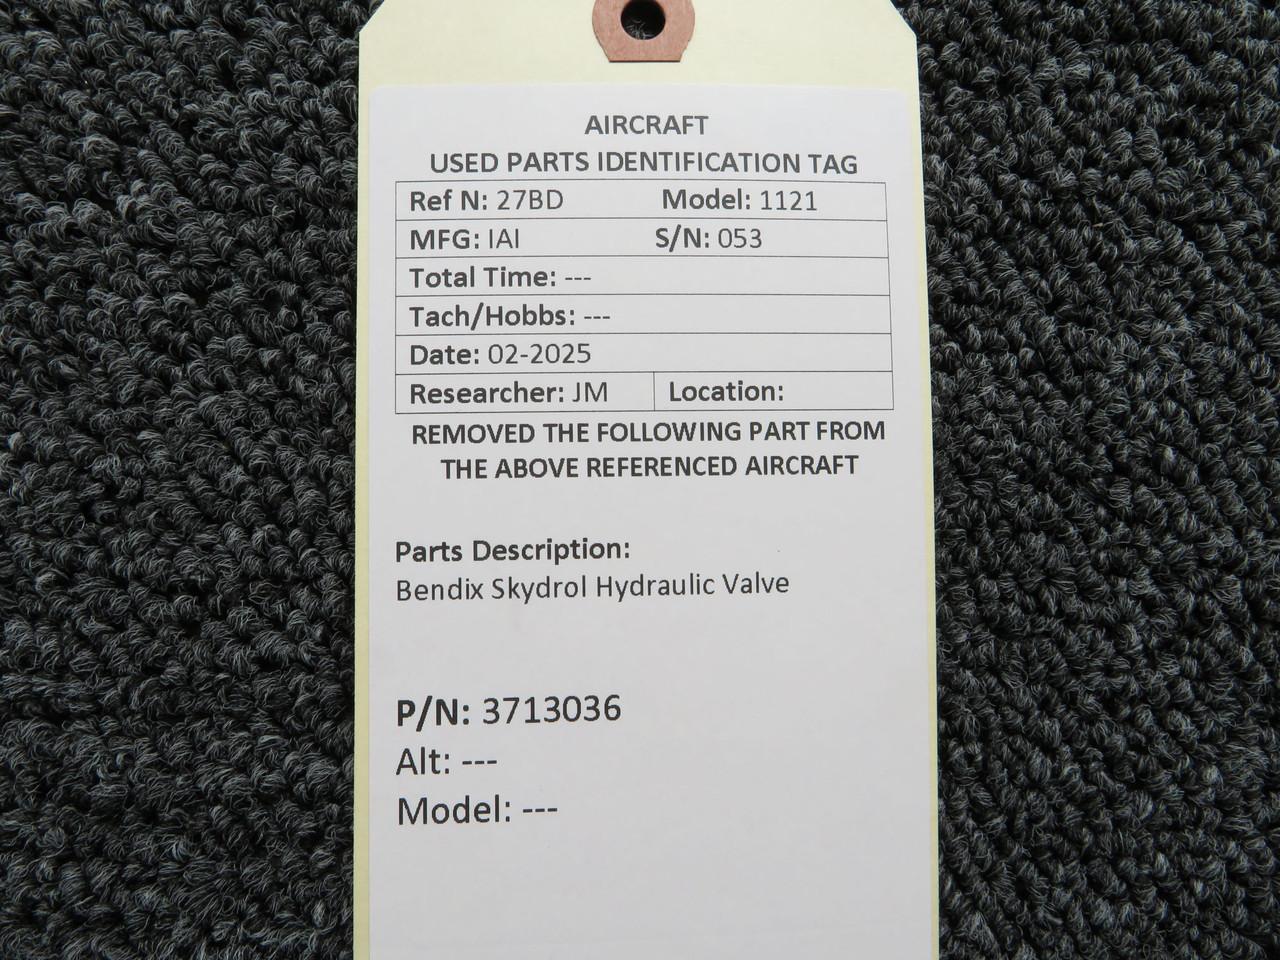 AIRCRAFT
USED PARTS IDENTIFICATION TAG
Ref N: 27BD Model: 1121
MFG: IAI S/N: 053
Total Time: ---
Tach/Hobbs: ---
Date: 02-2025
Researcher: JM Location:
REMOVED THE FOLLOWING PART FROM
THE ABOVE REFERENCED AIRCRAFT
Parts Description:
Bendix Skydrol Hydraulic Valve
P/N: 3713036
Alt: ---
Model: ---